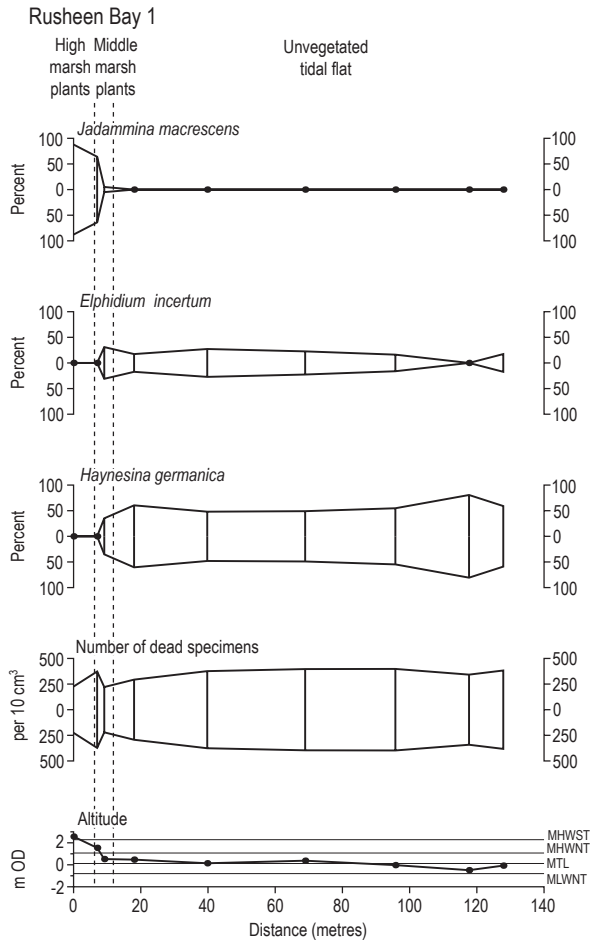 Rusheen Bay 1
High Middle
marsh marsh
plants plants
Unvegetated
tidal flat
Jadammina macrescens
Percent
100
50
0
50
100
100
50
0
50
100
Elphidium incertum
Percent
100
50
0
50
100
100
50
0
50
100
Haynesina germanica
Percent
100
50
0
50
100
100
50
0
50
100
Number of dead specimens
per 10 cm³
500
250
0
250
500
500
250
0
250
500
Altitude
m OD
2
0
-2
MHWST
MHWNT
MTL
MLWNT
0 20 40 60 80 100 120 140
Distance (metres)